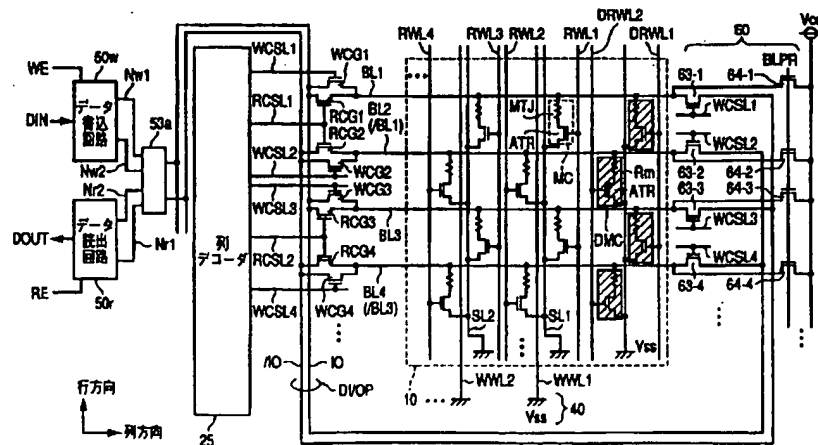 DRWL2
RWL4 RWL3 RWL2 RWL1 DRWL1 60 Vcc
WCSL1 WCG1 BLPR
50w WE Nw1 BL1 63-1 64-1
データ書込回路
DIN 53a RCSL1 RCG1 BL2 (/BL1) MTJ WCSL1
RCG2 ATR WCSL2
Nw2 WCSL2 WCG2 MC Rm 63-2 64-2
Nr2 WCG3 ATR 63-3 64-3
データ読出回路
DOUT Nr1 WCSL3 RCG3 BL3 DMC WCSL3
列デコーダ
RCSL2 RCG4 WCSL4
RE 50r WCSL4 WCG4 BL4 (/BL3) SL2 SL1 63-4 64-4
Vss
/IO IO
DI/OP WWL2 WWL1
行方向
列方向
25 10 Vss 40